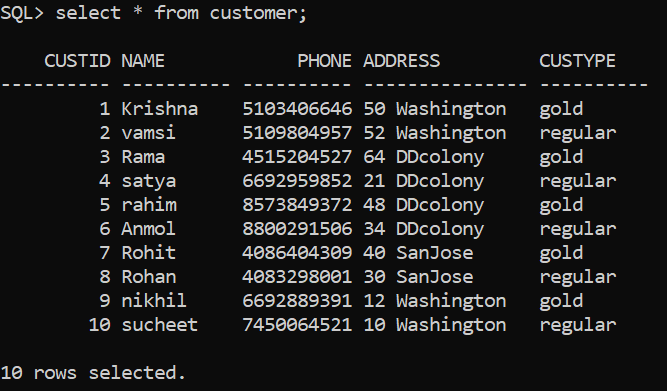 SQL> select * from customer;
    CUSTID NAME            PHONE ADDRESS         CUSTYPE
---------- ---------- ---------- --------------- ----------
         1 Krishna    5103406646 50 Washington   gold
         2 vamsi      5109804957 52 Washington   regular
         3 Rama       4515204527 64 DDcolony     gold
         4 satya      6692959852 21 DDcolony     regular
         5 rahim      8573849372 48 DDcolony     gold
         6 Anmol      8800291506 34 DDcolony     regular
         7 Rohit      4086404309 40 SanJose      gold
         8 Rohan      4083298001 30 SanJose      regular
         9 nikhil     6692889391 12 Washington   gold
        10 sucheet    7450064521 10 Washington   regular
10 rows selected.